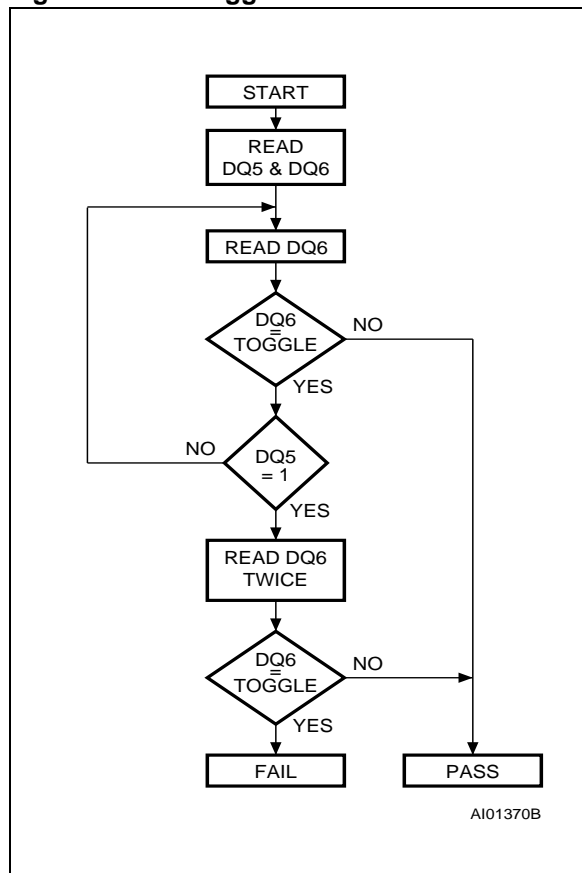 START
READ
DQ5 & DQ6
READ DQ6
DQ6
=
TOGGLE
NO
YES
NO
DQ5
= 1
YES
READ DQ6
TWICE
DQ6
=
TOGGLE
NO
YES
FAIL
PASS
AI01370B